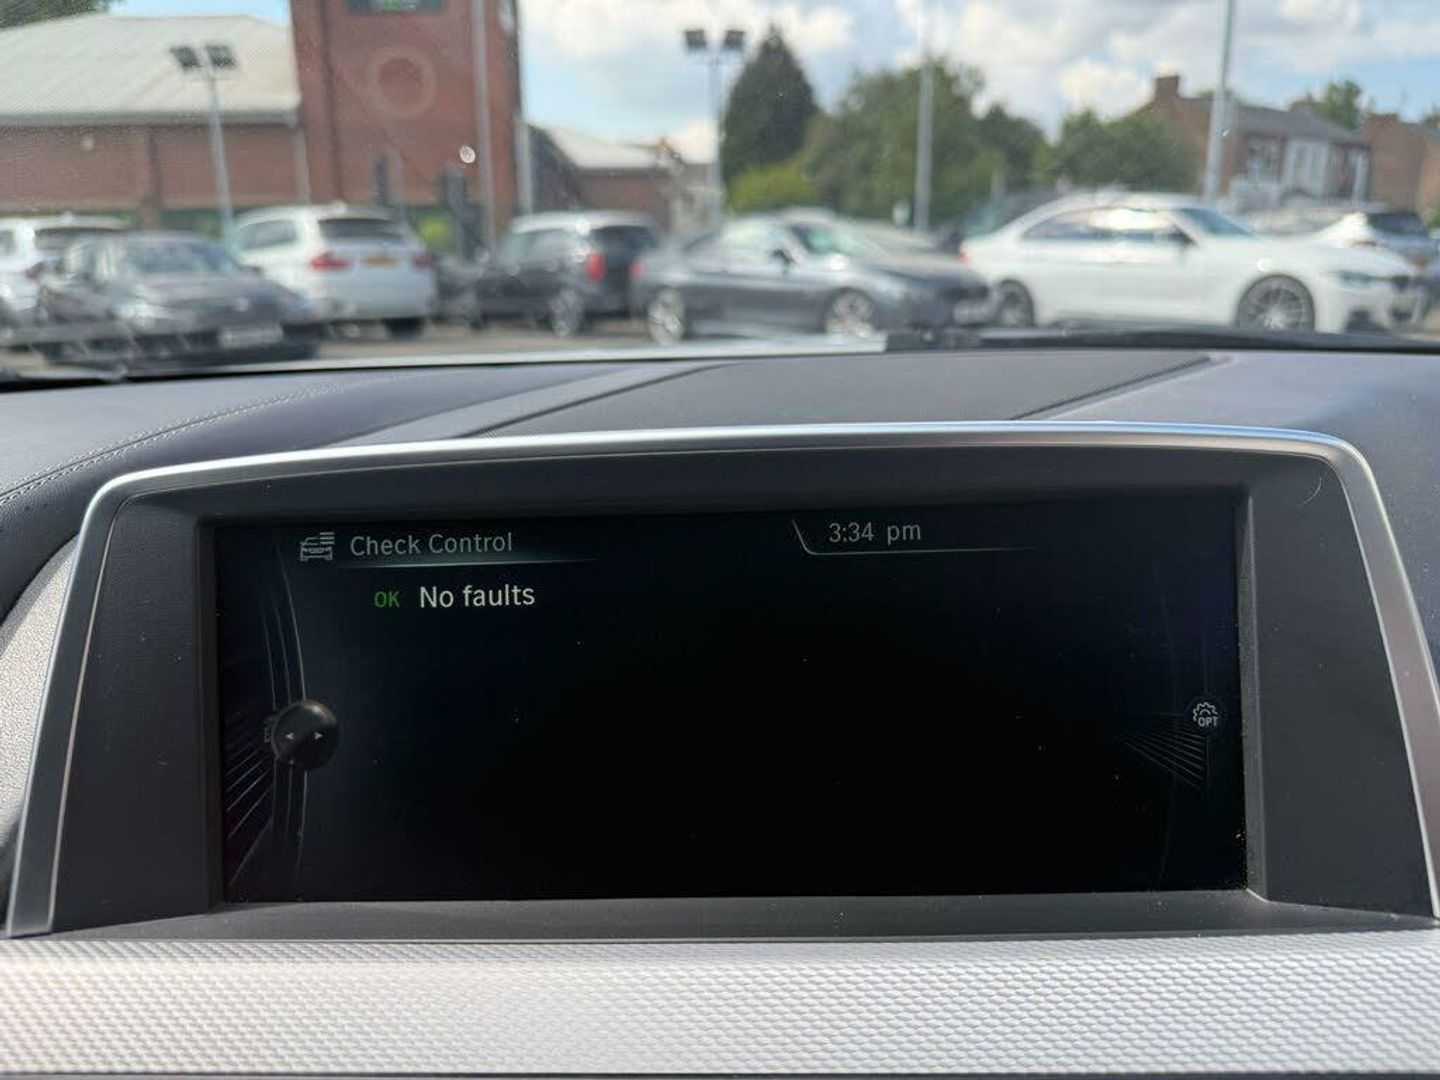 Check Control
3:34 pm
OK No faults
OPT